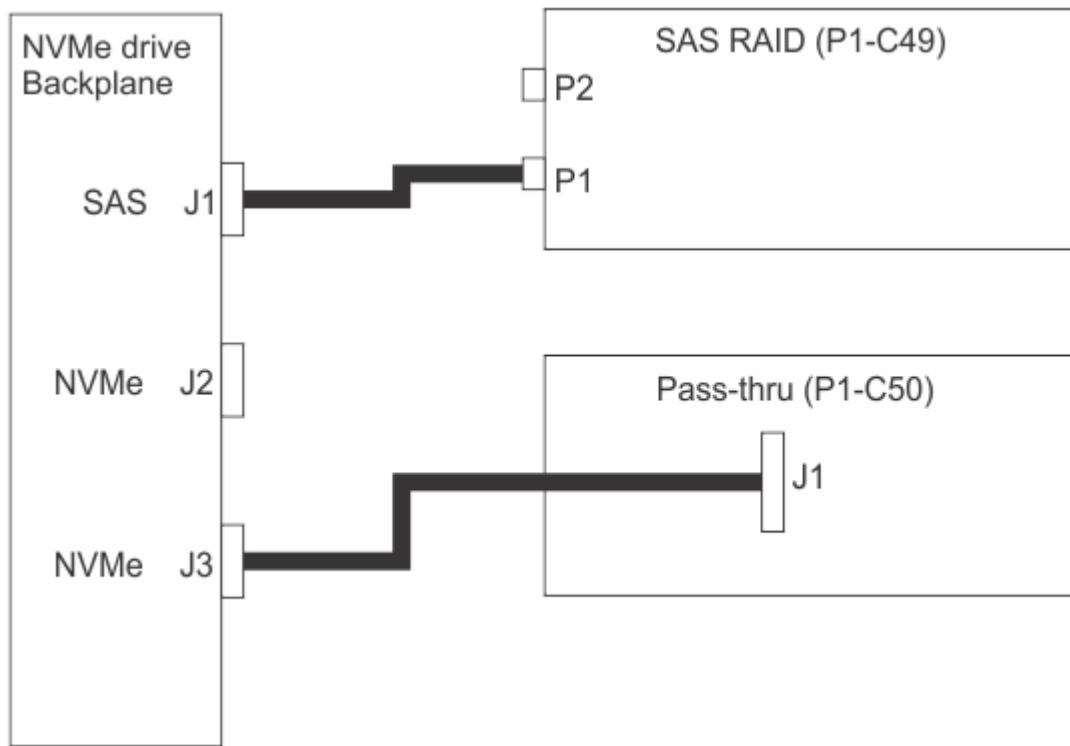 NVMe drive
Backplane
SAS J1
NVMe J2
NVMe J3
SAS RAID (P1-C49)
P2
P1
Pass-thru (P1-C50)
J1